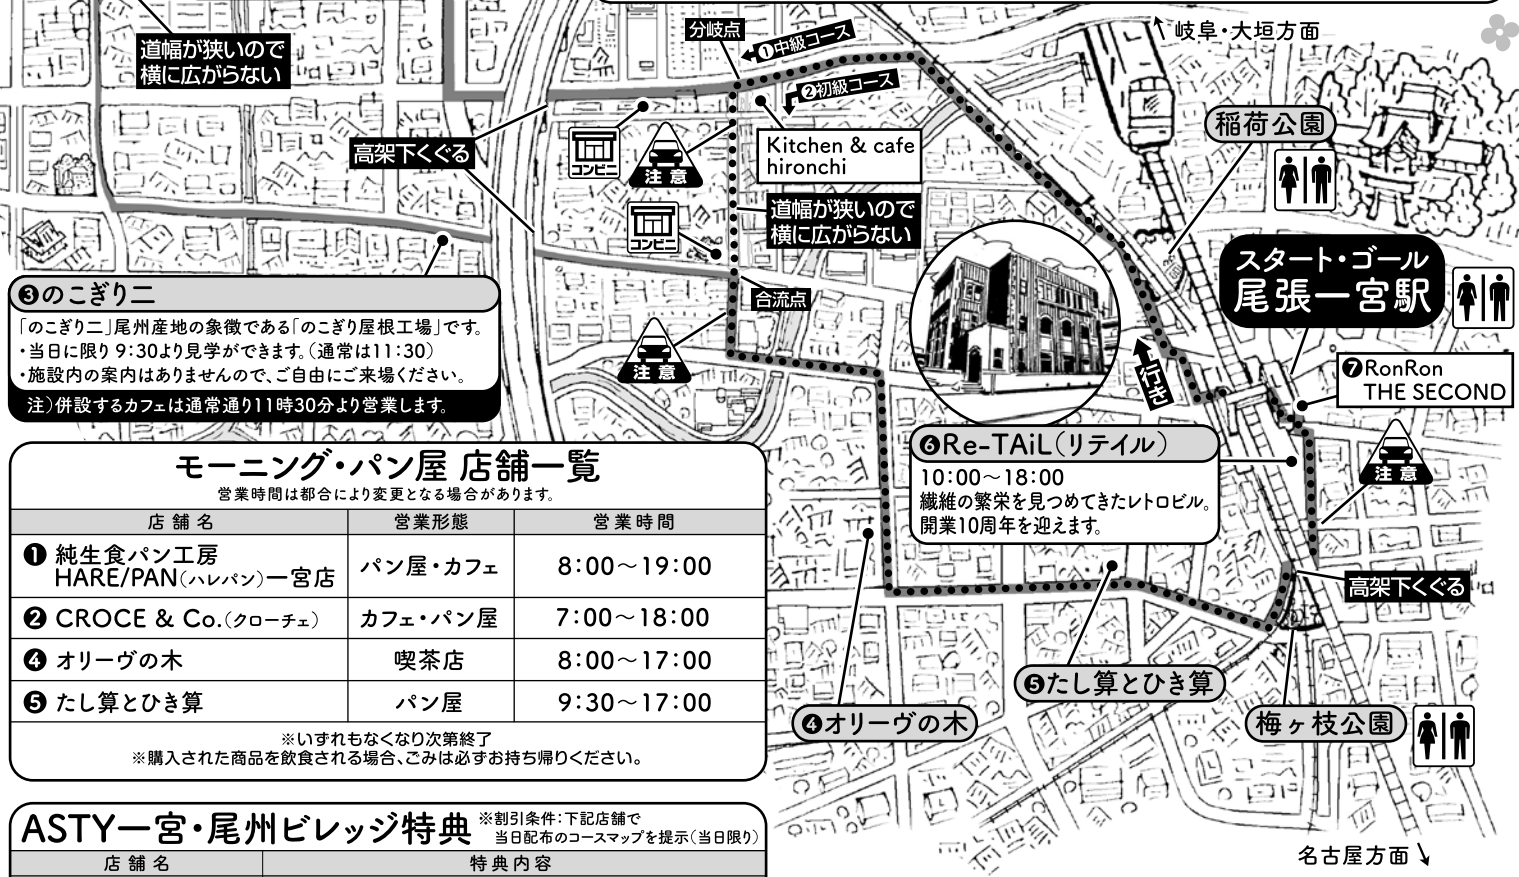 道幅が狭いので
横に広がらない
分岐点
←①中級コース
②初級コース
岐阜・大垣方面
稲荷公園
高架下くぐる
コンビニ
注意
Kitchen & cafe
hironchi
道幅が狭いので
横に広がらない
コンビニ
合流点
注意
スタート・ゴール
尾張一宮駅
❸のこぎり二
「のこぎり二」尾州産地の象徴である「のこぎり屋根工場」です。
・当日に限り9:30より見学ができます。（通常は11:30）
・施設内の案内はありませんので、ご自由にご来場ください。
注）併設するカフェは通常通り11時30分より営業します。
行き
❼RonRon
THE SECOND
注意
❻Re-TAiL（リテイル）
10:00〜18:00
繊維の繁栄を見つめてきたレトロビル。
開業10周年を迎えます。
高架下くぐる
❺たし算とひき算
❹オリーヴの木
梅ヶ枝公園
名古屋方面
モーニング・パン屋 店舗一覧
営業時間は都合により変更となる場合があります。
店舗名 営業形態 営業時間
❶ 純生食パン工房
HARE/PAN（ハレパン）一宮店 パン屋・カフェ 8:00〜19:00
❷ CROCE & Co.（クローチェ） カフェ・パン屋 7:00〜18:00
❹ オリーヴの木 喫茶店 8:00〜17:00
❺ たし算とひき算 パン屋 9:30〜17:00
※いずれもなくなり次第終了
※購入された商品を飲食される場合、ごみは必ずお持ち帰りください。
ASTY一宮・尾州ビレッジ特典 ※割引条件：下記店舗で
当日配布のコースマップを提示（当日限り）
店舗名 特典内容